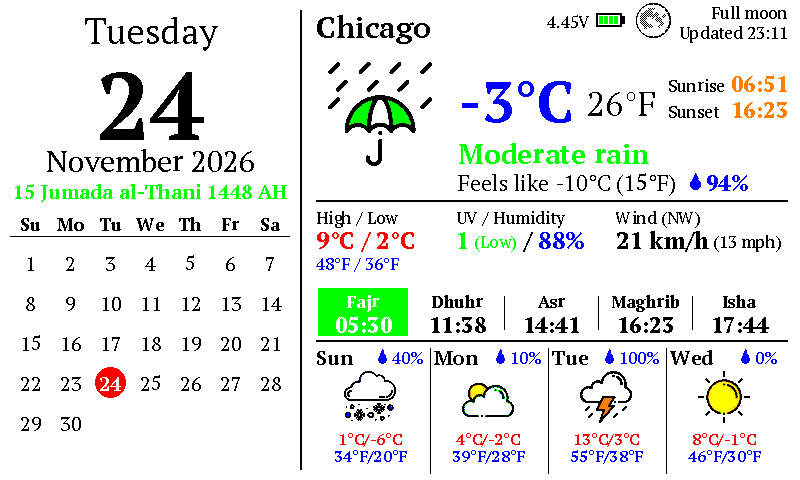 Tuesday
24
November 2026
15 Jumada al-Thani 1448 AH
Su Mo Tu We Th Fr Sa
1 2 3 4 5 6 7
8 9 10 11 12 13 14
15 16 17 18 19 20 21
22 23 24 25 26 27 28
29 30
Chicago
4.45V
Full moon
Updated 23:11
-3°C 26°F
Sunrise 06:51
Sunset 16:23
Moderate rain
Feels like -10°C (15°F) 94%
High / Low UV / Humidity Wind (NW)
9°C / 2°C 1 (Low) / 88% 21 km/h (13 mph)
48°F / 36°F
Fajr Dhuhr Asr Maghrib Isha
05:30 11:38 14:41 16:23 17:44
Sun 40% Mon 10% Tue 100% Wed 0%
1°C/-6°C 4°C/-2°C 13°C/3°C 8°C/-1°C
34°F/20°F 39°F/28°F 55°F/38°F 46°F/30°F